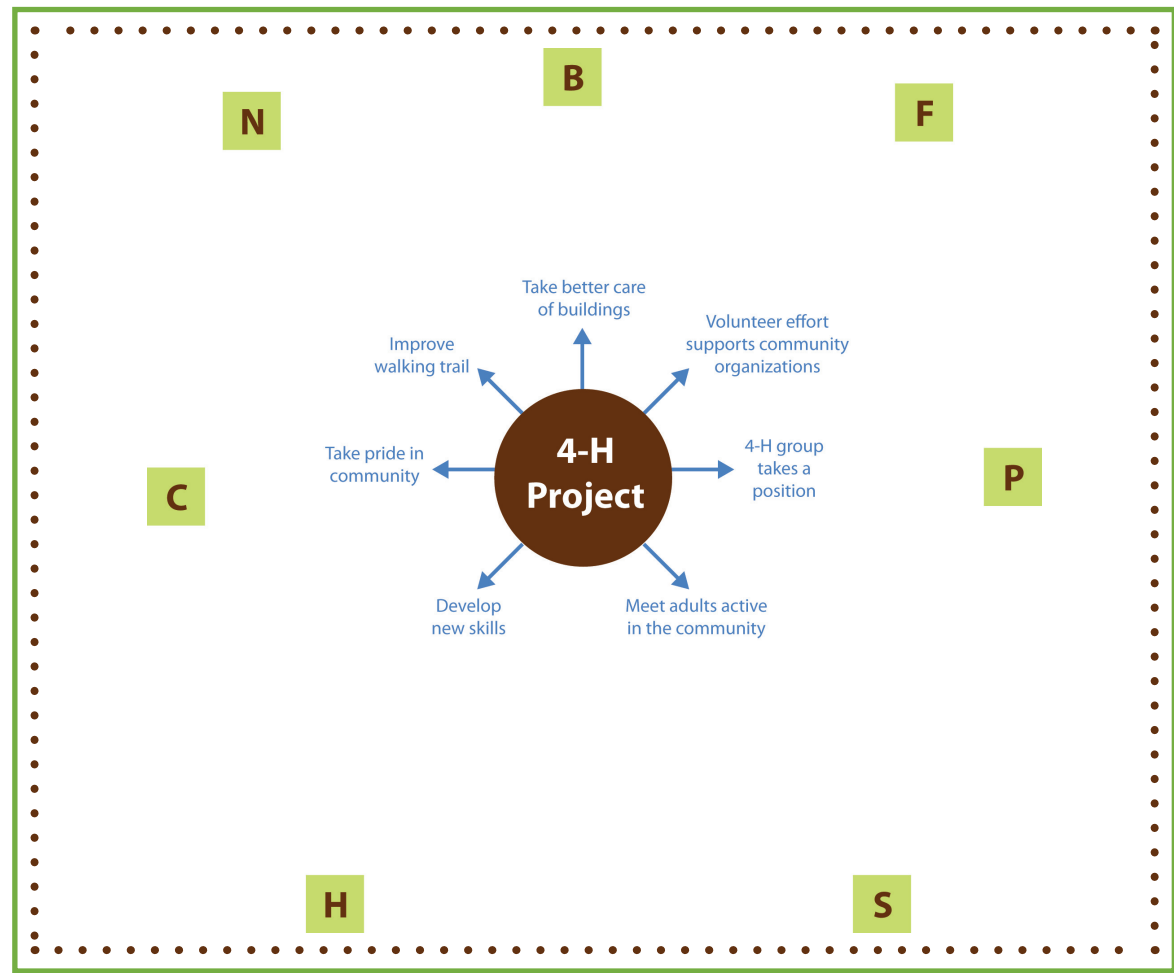 B
F
N
Take better care
of buildings
Volunteer effort
supports community
organizations
Improve
walking trail
4-H
Project
4-H group
takes a
position
Take pride in
community
P
C
Develop
new skills
Meet adults active
in the community
H
S